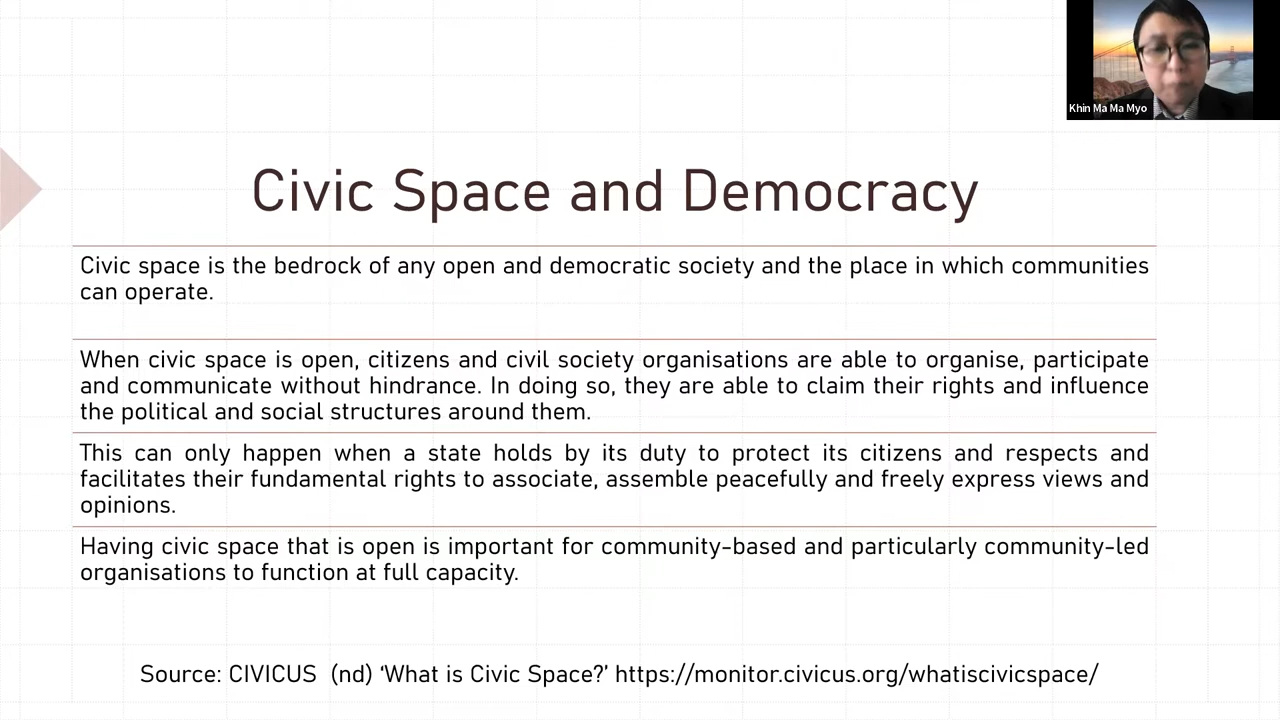 Khin Ma Ma Myo
Civic Space and Democracy
Civic space is the bedrock of any open and democratic society and the place in which communities
can operate.
When civic space is open, citizens and civil society organisations are able to organise, participate
and communicate without hindrance. In doing so, they are able to claim their rights and influence
the political and social structures around them.
This can only happen when a state holds by its duty to protect its citizens and respects and
facilitates their fundamental rights to associate, assemble peacefully and freely express views and
opinions.
Having civic space that is open is important for community-based and particularly community-led
organisations to function at full capacity.
Source: CIVICUS (nd) ‘What is Civic Space?’ https://monitor.civicus.org/whatiscivicspace/